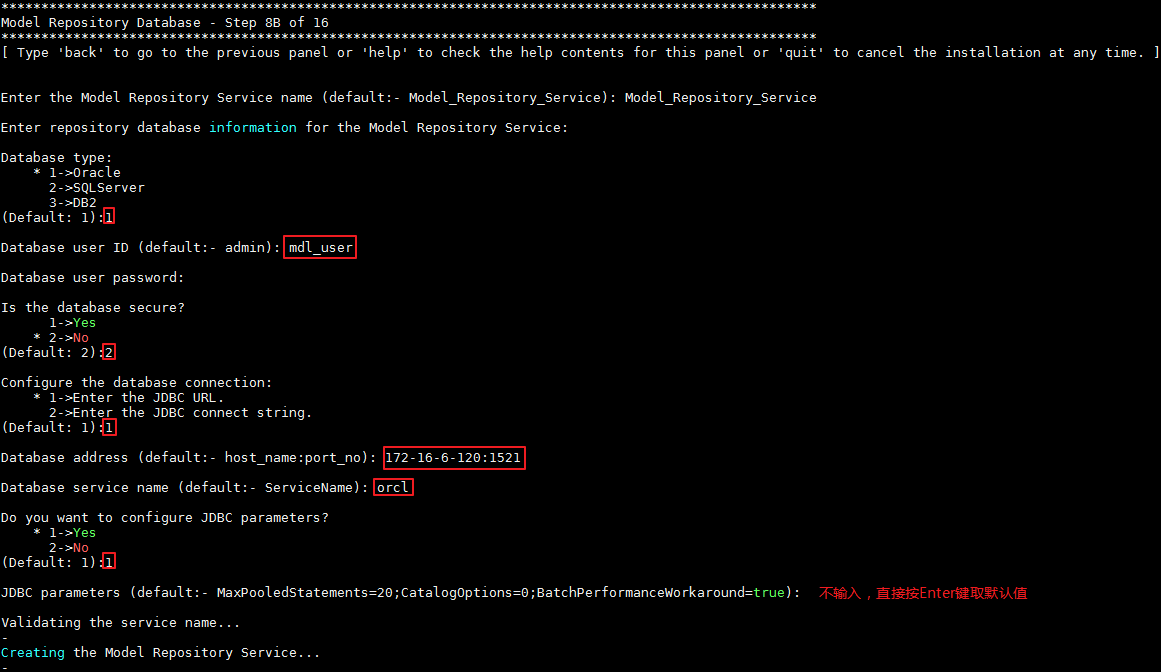 ******************************************************************************************************
Model Repository Database - Step 8B of 16
******************************************************************************************************
[ Type 'back' to go to the previous panel or 'help' to check the help contents for this panel or 'quit' to cancel the installation at any time. ]
Enter the Model Repository Service name (default:- Model_Repository_Service): Model_Repository_Service
Enter repository database information for the Model Repository Service:
Database type:
* 1->Oracle
2->SQLServer
3->DB2
(Default: 1):1
Database user ID (default:- admin): mdl_user
Database user password:
Is the database secure?
1->Yes
* 2->No
(Default: 2):2
Configure the database connection:
* 1->Enter the JDBC URL.
2->Enter the JDBC connect string.
(Default: 1):1
Database address (default:- host_name:port_no): 172-16-6-120:1521
Database service name (default:- ServiceName): orcl
Do you want to configure JDBC parameters?
* 1->Yes
2->No
(Default: 1):1
JDBC parameters (default:- MaxPooledStatements=20;CatalogOptions=0;BatchPerformanceWorkaround=true): 不输入，直接按Enter键取默认值
Validating the service name...
-
Creating the Model Repository Service...
-